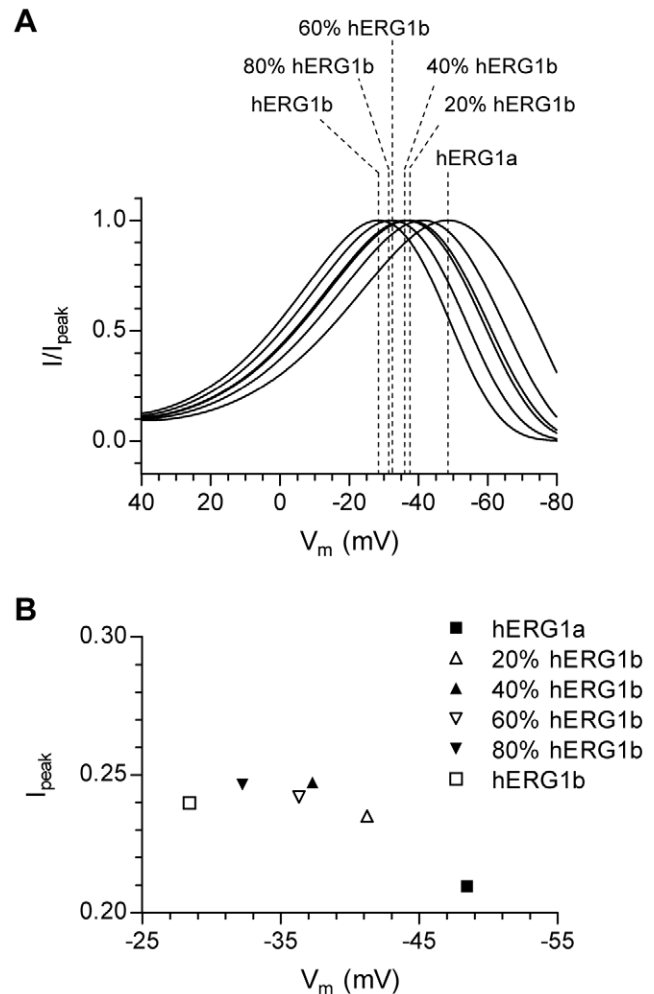 A
60% hERG1b
80% hERG1b 40% hERG1b
hERG1b 20% hERG1b
hERG1a
1.0
0.5
0.0
I/Ipeak
40 20 0 -20 -40 -60 -80
Vm (mV)
B
0.30
0.25
0.20
Ipeak
hERG1a
20% hERG1b
40% hERG1b
60% hERG1b
80% hERG1b
hERG1b
-25 -35 -45 -55
Vm (mV)